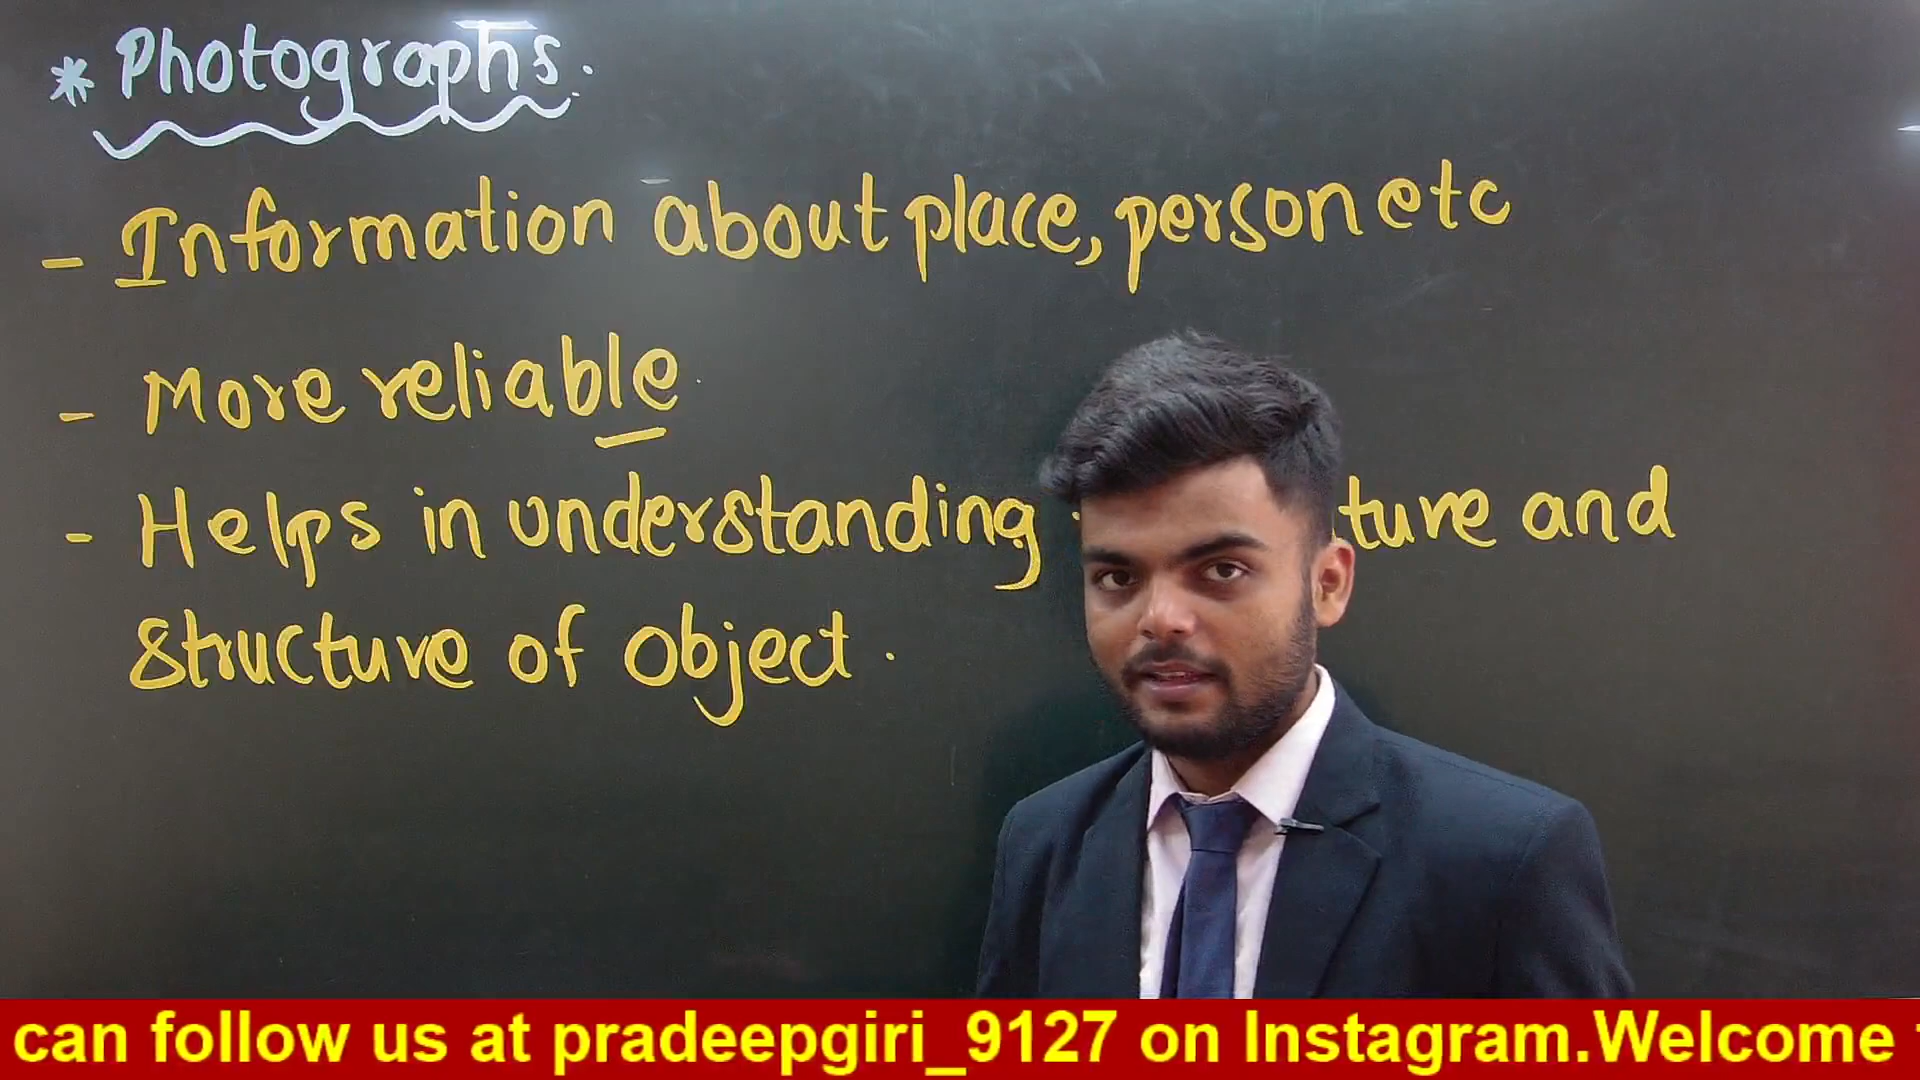 * Photographs.
- Information about place, person etc
- More reliable.
- Helps in understanding ture and
structure of object.
can follow us at pradeepgiri_9127 on Instagram.Welcome